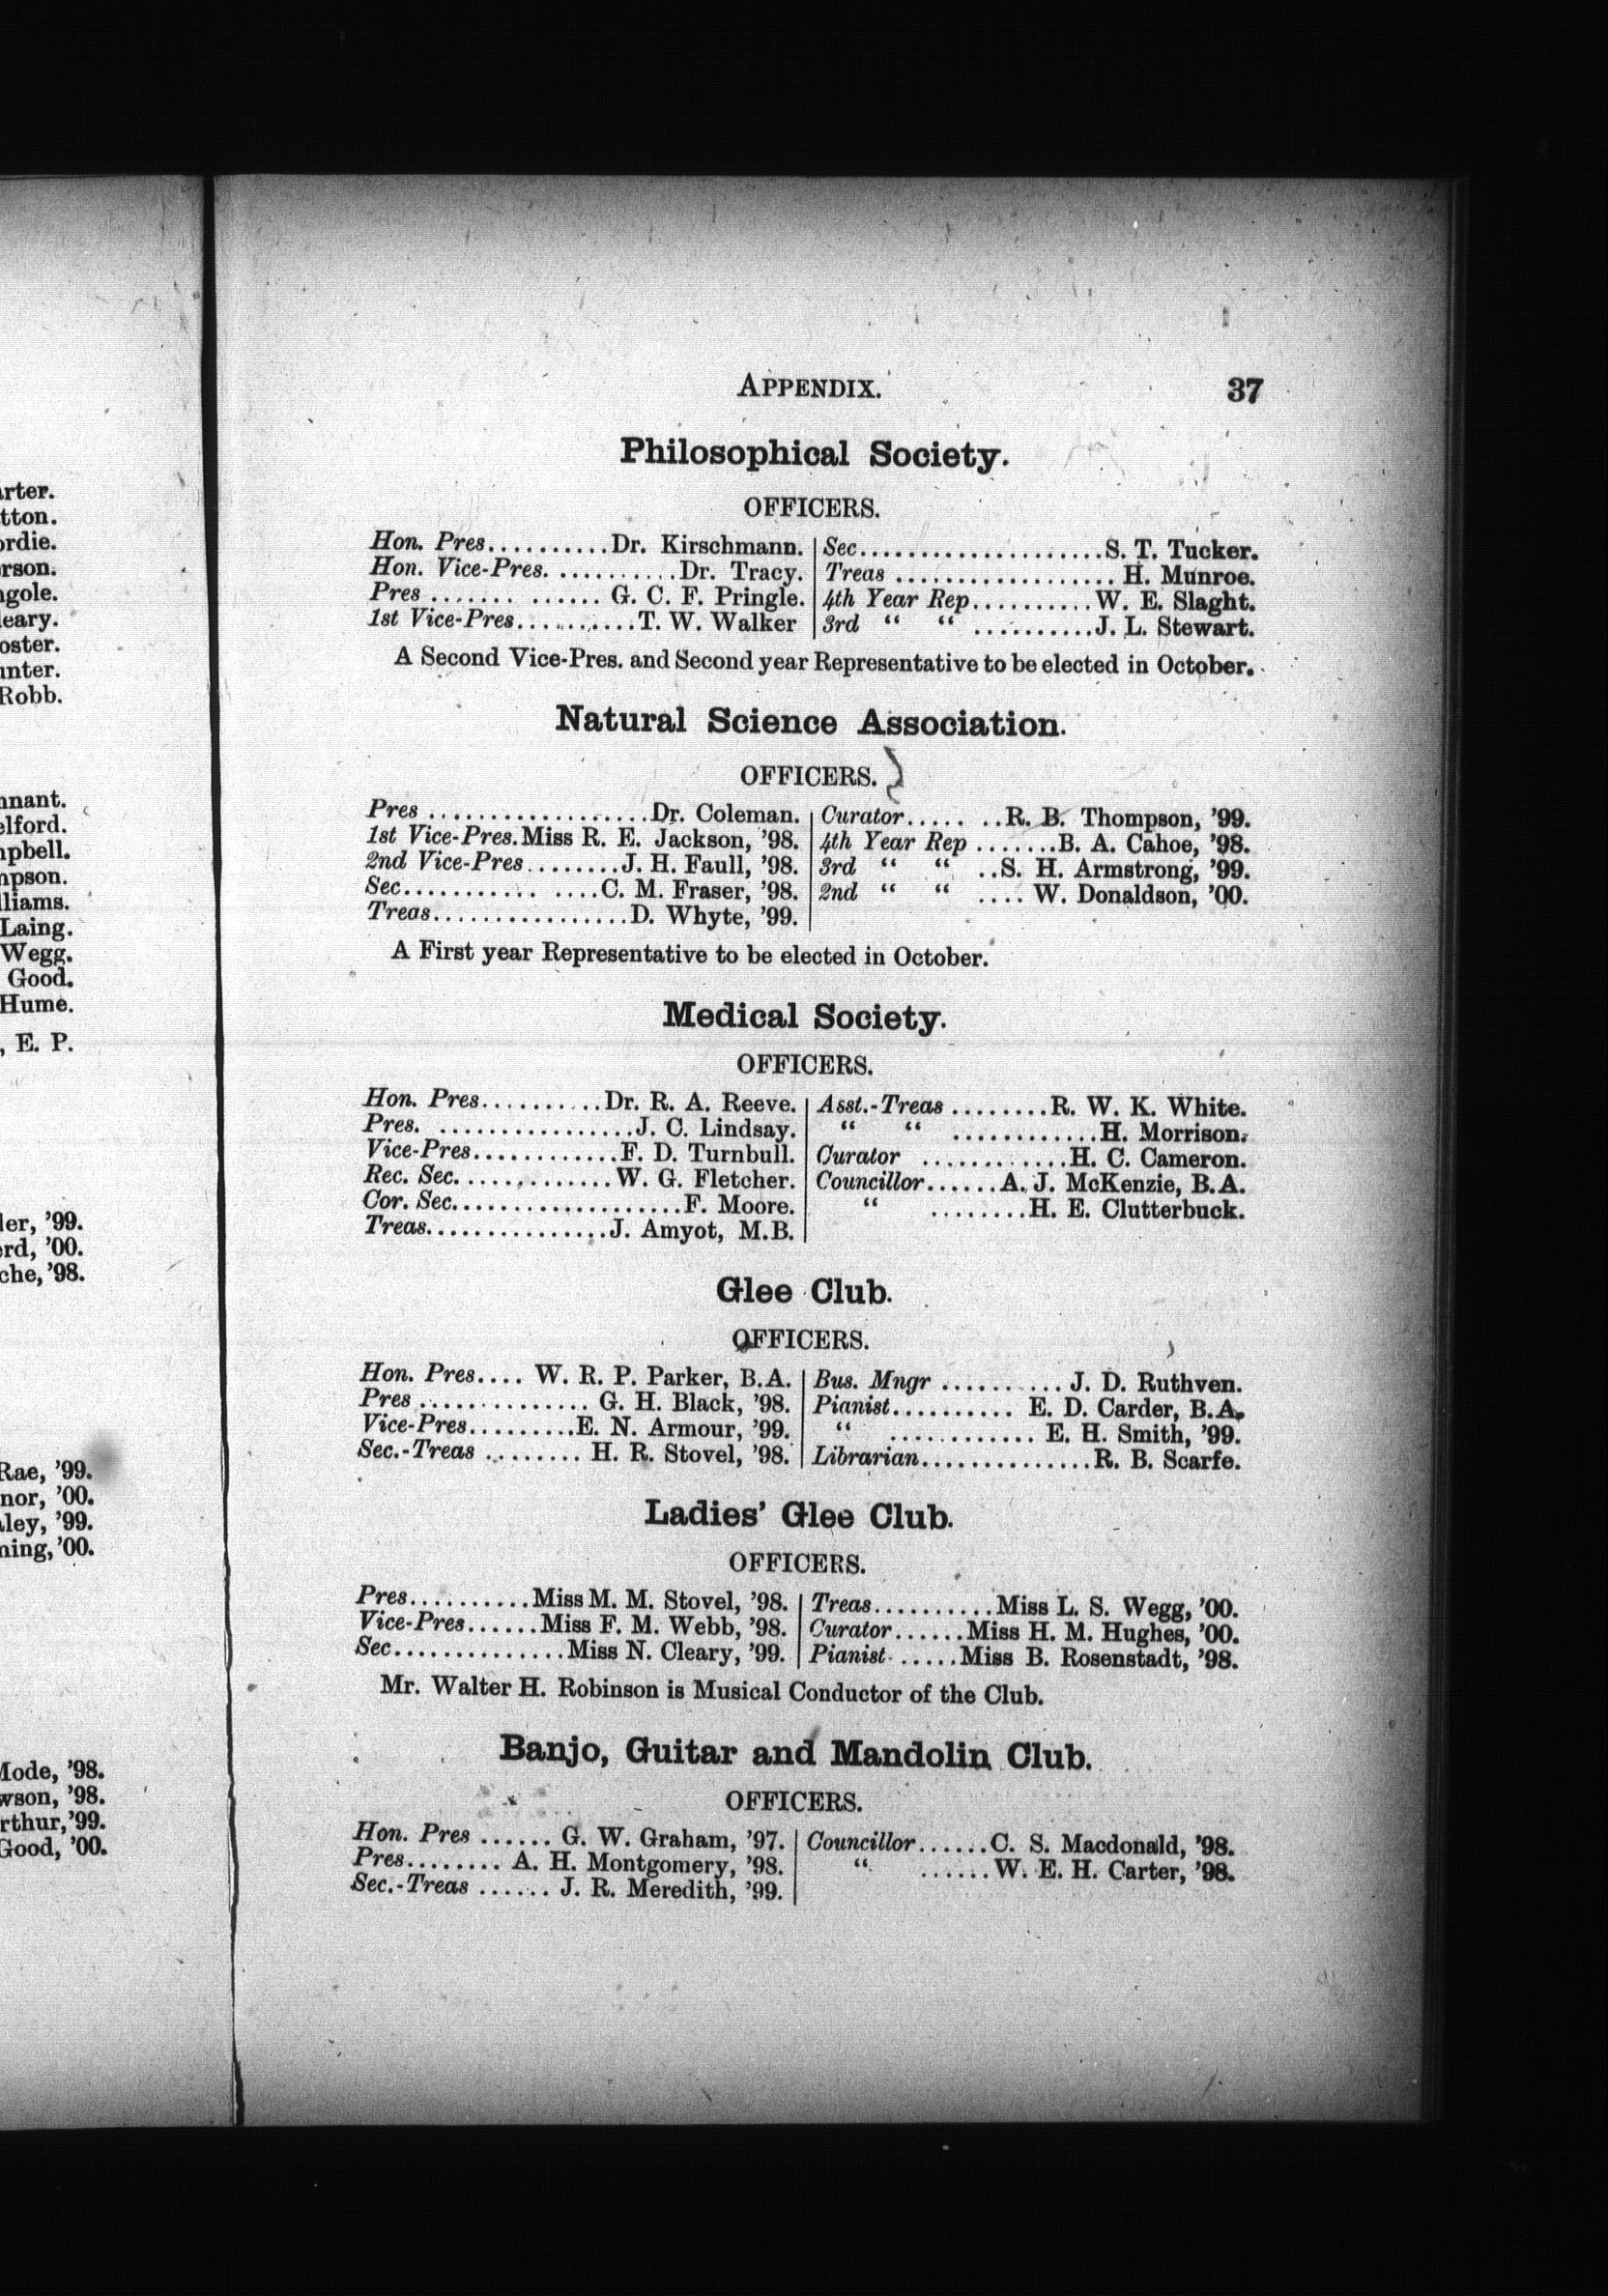 APPENDIX. 37
Philosophical Society.
OFFICERS.
Hon. Pres..........Dr. Kirschmann.
Hon. Vice-Pres. ..........Dr. Tracy.
Pres ....... ...... G. C. F. Pringle.
1st Vice-Pres..........T. W. Walker
Sec....................S. T. Tucker.
Treas .................. H. Munroe.
4th Year Rep..........W. E. Slaght.
3rd “ “ ..........J. L. Stewart.
A Second Vice-Pres. and Second year Representative to be elected in October.
Natural Science Association.
OFFICERS.
Pres ..................Dr. Coleman.
1st Vice-Pres.Miss R. E. Jackson, '98.
2nd Vice-Pres........J. H. Faull, '98.
Sec........... ....C. M. Fraser, '98.
Treas................D. Whyte, '99.
Curator..... ..R. B. Thompson, '99.
4th Year Rep .......B. A. Cahoe, '98.
3rd “ “ ..S. H. Armstrong, '99.
2nd “ “ .... W. Donaldson, '00.
A First year Representative to be elected in October.
Medical Society.
OFFICERS.
Hon. Pres..........Dr. R. A. Reeve.
Pres. ................J. C. Lindsay.
Vice-Pres............F. D. Turnbull.
Rec. Sec.............W. G. Fletcher.
Cor. Sec...................F. Moore.
Treas...............J. Amyot, M.B.
Asst.-Treas ........R. W. K. White.
“ “ ............H. Morrison.
Curator ............H. C. Cameron.
Councillor......A. J. McKenzie, B.A.
“ ........H. E. Clutterbuck.
Glee Club.
OFFICERS.
Hon. Pres.... W. R. P. Parker, B.A.
Pres .............. G. H. Black, '98.
Vice-Pres.........E. N. Armour, '99.
Sec.-Treas ........ H. R. Stovel, '98.
Bus. Mngr .......... J. D. Ruthven.
Pianist.......... E. D. Carder, B.A.
“ ............ E. H. Smith, '99.
Librarian..............R. B. Scarfe.
Ladies' Glee Club.
OFFICERS.
Pres..........Miss M. M. Stovel, '98.
Vice-Pres......Miss F. M. Webb, '98.
Sec..............Miss N. Cleary, '99.
Treas..........Miss L. S. Wegg, '00.
Curator......Miss H. M. Hughes, '00.
Pianist .....Miss B. Rosenstadt, '98.
Mr. Walter H. Robinson is Musical Conductor of the Club.
Banjo, Guitar and Mandolin Club.
OFFICERS.
Hon. Pres ...... G. W. Graham, '97.
Pres........ A. H. Montgomery, '98.
Sec.-Treas ...... J. R. Meredith, '99.
Councillor......C. S. Macdonald, '98.
“ ......W. E. H. Carter, '98.